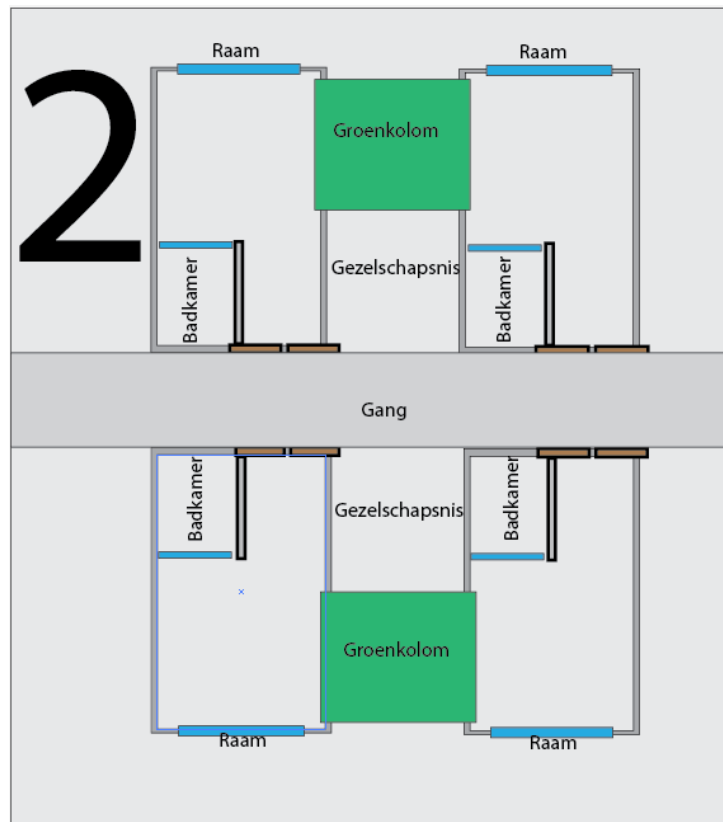 2
Raam
Raam
Groenkolom
Gezelschapsnis
Badkamer
Badkamer
Gang
Badkamer
Gezelschapsnis
Badkamer
Groenkolom
Raam
Raam